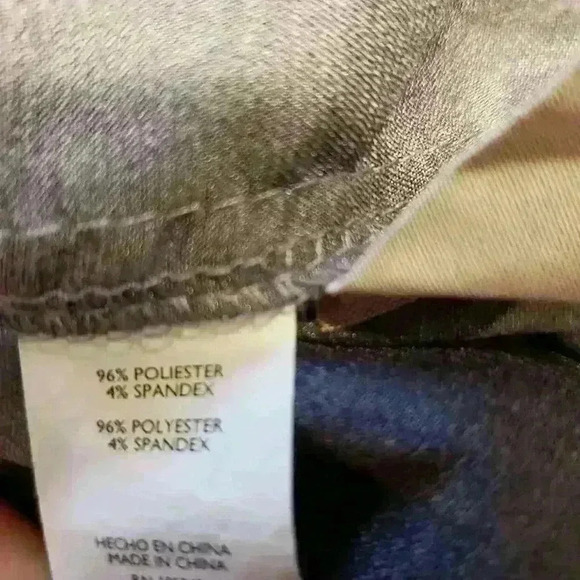 96% POLIESTER
4% SPANDEX
96% POLYESTER
4% SPANDEX
HECHO EN CHINA
MADE IN CHINA